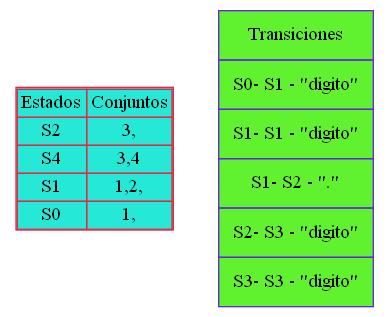 Estados Conjuntos
S2 3,
S4 3,4
S1 1,2,
S0 1,
Transiciones
S0- S1 - "digito"
S1- S1 - "digito"
S1- S2 - "."
S2- S3 - "digito"
S3- S3 - "digito"